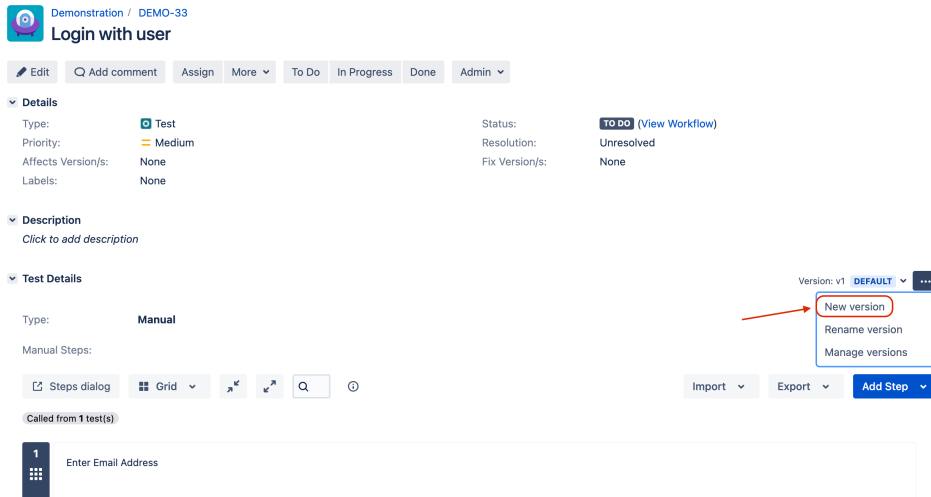 Demonstration / DEMO-33
Login with user
Edit Add comment Assign More To Do In Progress Done Admin
Details
Type: Test Status: TO DO (View Workflow)
Priority: Medium Resolution: Unresolved
Affects Version/s: None Fix Version/s: None
Labels: None
Description
Click to add description
Test Details Version: v1 DEFAULT
New version
Type: Manual
Rename version
Manual Steps:
Manage versions
Steps dialog Grid Import Export Add Step
Called from 1 test(s)
1
Enter Email Address